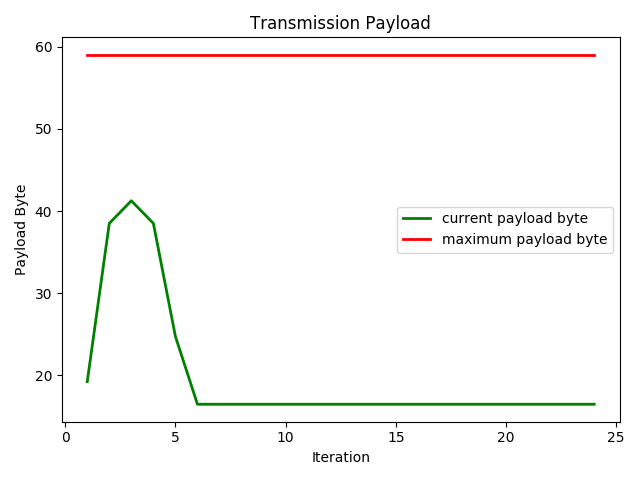 Transmission Payload
60
50
40
30
20
Payload Byte
current payload byte
maximum payload byte
0 5 10 15 20 25
Iteration